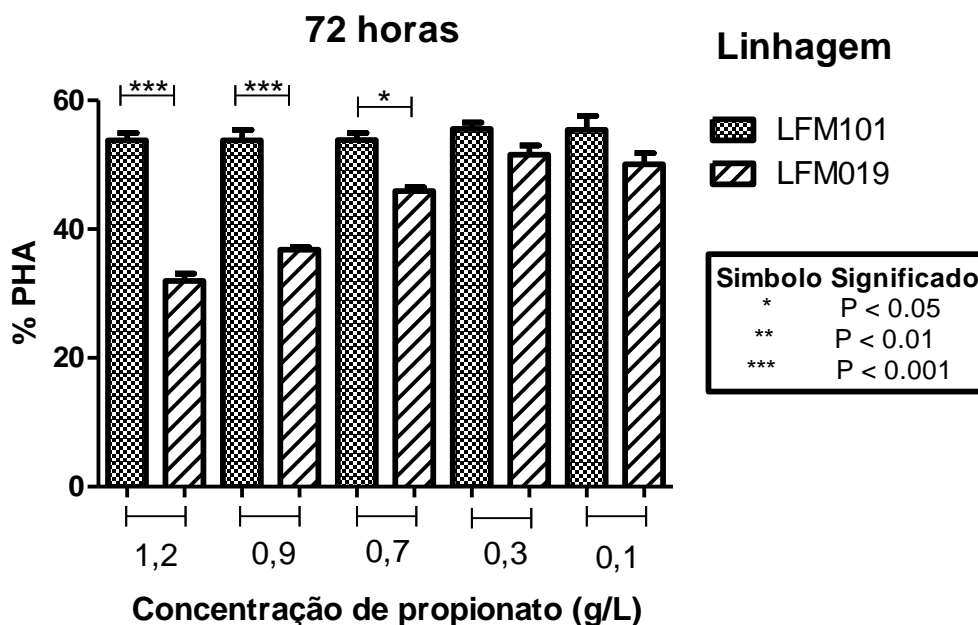 72 horas
Linhagem
LFM101
LFM019
*** *** *
% PHA
60
40
20
0
1,2 0,9 0,7 0,3 0,1
Concentração de propionato (g/L)
Simbolo Significado
* P < 0.05
** P < 0.01
*** P < 0.001